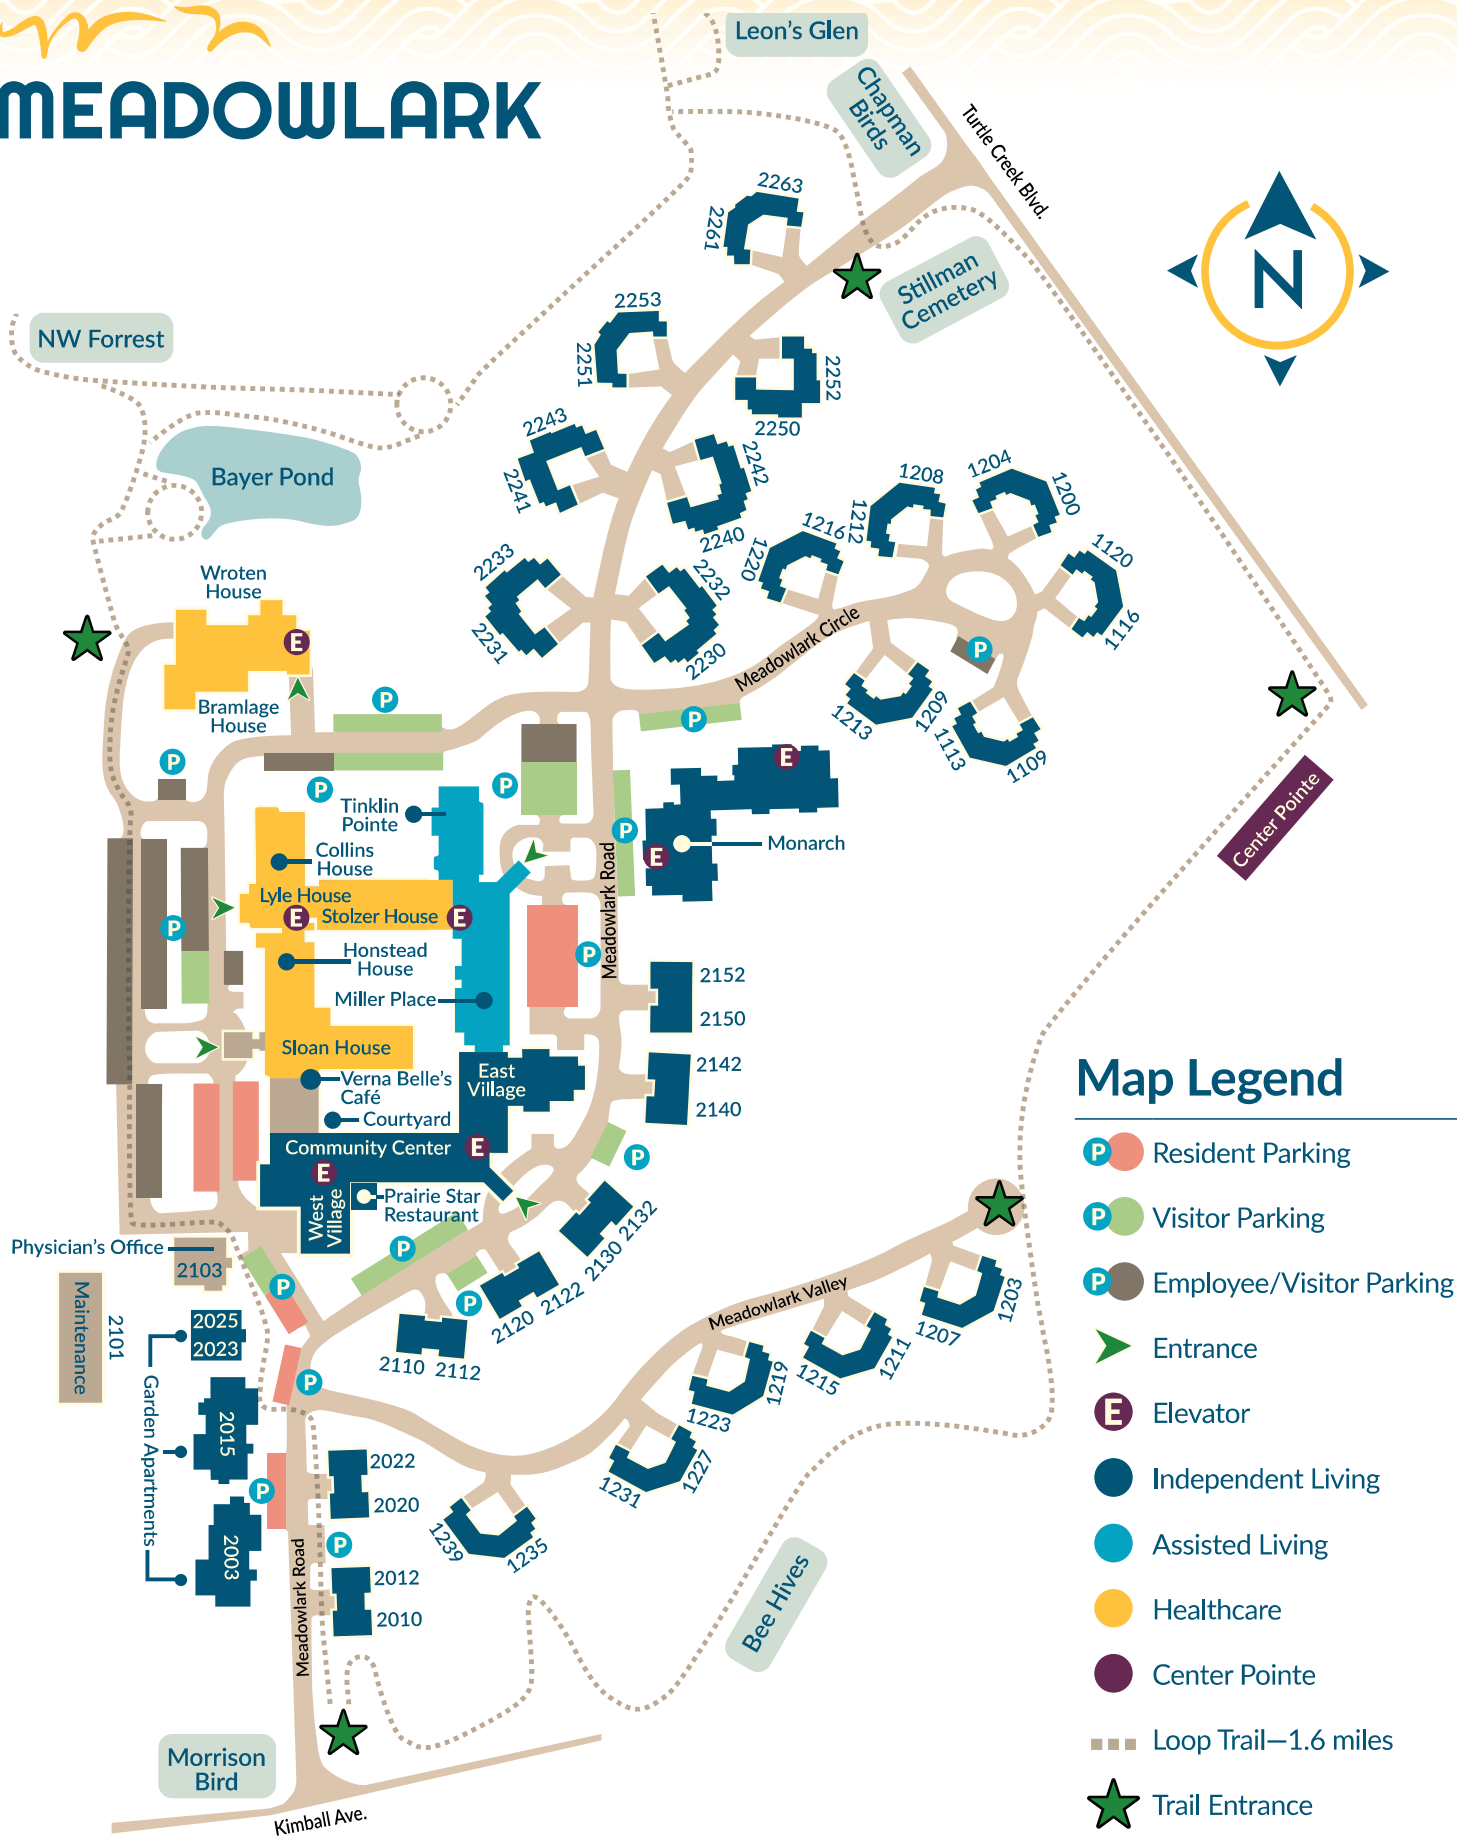 MEADOWLARK
Leon's Glen
Chapman
Birds
Turtle Creek Blvd.
2263
2261
Stillman
Cemetery
N
2253
2251
NW Forrest
2252
2250
2243
2241
2242
2240
Bayer Pond
1208
1212
1204
1200
1216
1220
1120
1116
2233
2231
2232
2230
Wroten
House
E
Bramlage
House
Meadowlark Circle
P
1213
1209
1113
1109
P
P
P
P
P
P
Tinklin
Pointe
E
Monarch
E
P
Center Pointe
Collins
House
Lyle House
E
Stolzer House
E
P
Meadowlark Road
P
Honstead
House
Miller Place
2152
2150
Sloan House
Verna Belle's
Café
Courtyard
East
Village
2142
2140
Community Center
E
E
West
Village
Prairie Star
Restaurant
P
2132
2130
Physician's Office
2103
P
P
P
2122
2120
2110
2112
Maintenance
2101
2025
2023
Garden Apartments
2015
2003
P
P
P
2022
2020
2012
2010
Meadowlark Road
Meadowlark Valley
1203
1207
1211
1215
1219
1223
1227
1231
1235
1239
Bee Hives
Morrison
Bird
Kimball Ave.
Map Legend
P Resident Parking
P Visitor Parking
P Employee/Visitor Parking
Entrance
E Elevator
Independent Living
Assisted Living
Healthcare
Center Pointe
Loop Trail—1.6 miles
Trail Entrance